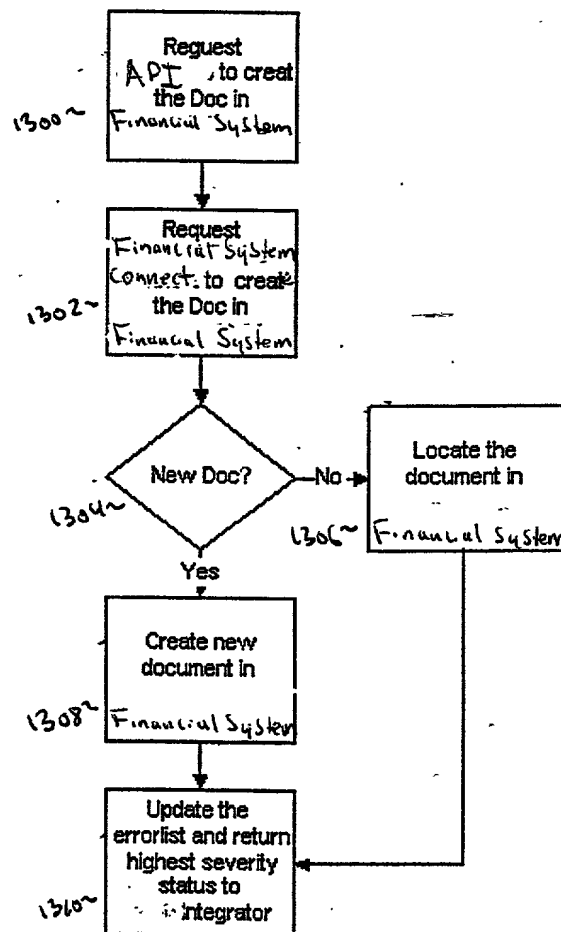 Reguest
API to creat
the Doc in
1300~ Financial System
Request
Financial System
Connect to create
1302~ the Doc in
Financial System
New Doc?
No
1304~
Yes
Locate the
document in
1306~ Financial System
Create new
document in
1308~ Financial System
Update the
errorlist and return
highest severity
status to
1310~ integrator